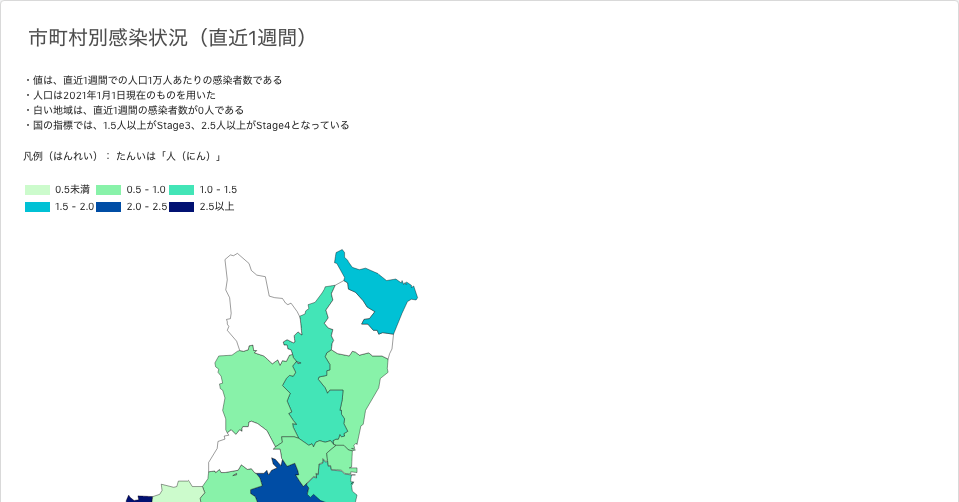 市町村別感染状況（直近1週間）
・値は、直近1週間での人口1万人あたりの感染者数である
・人口は2021年1月1日現在のものを用いた
・白い地域は、直近1週間の感染者数が0人である
・国の指標では、1.5人以上がStage3、2.5人以上がStage4となっている
凡例（はんれい）： たんいは「人（にん）」
0.5未満 0.5 - 1.0 1.0 - 1.5
1.5 - 2.0 2.0 - 2.5 2.5以上